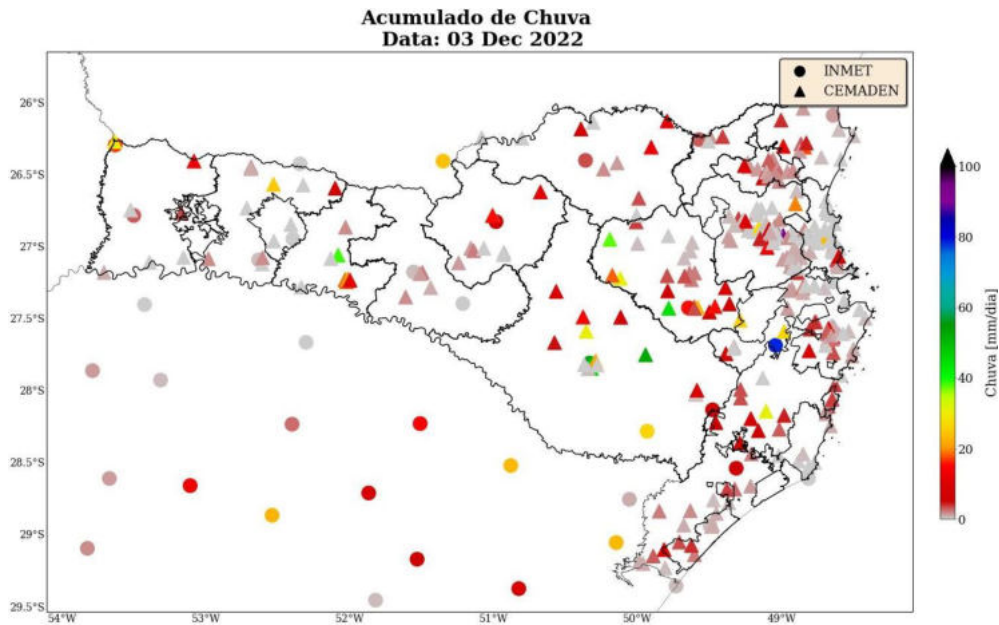 Acumulado de Chuva
Data: 03 Dec 2022
INMET
CEMADEN
26°S
26.5°S
27°S
27.5°S
28°S
28.5°S
29°S
29.5°S
54°W
53°W
52°W
51°W
50°W
49°W
100
80
60
40
20
0
Chuva [mm/dia]